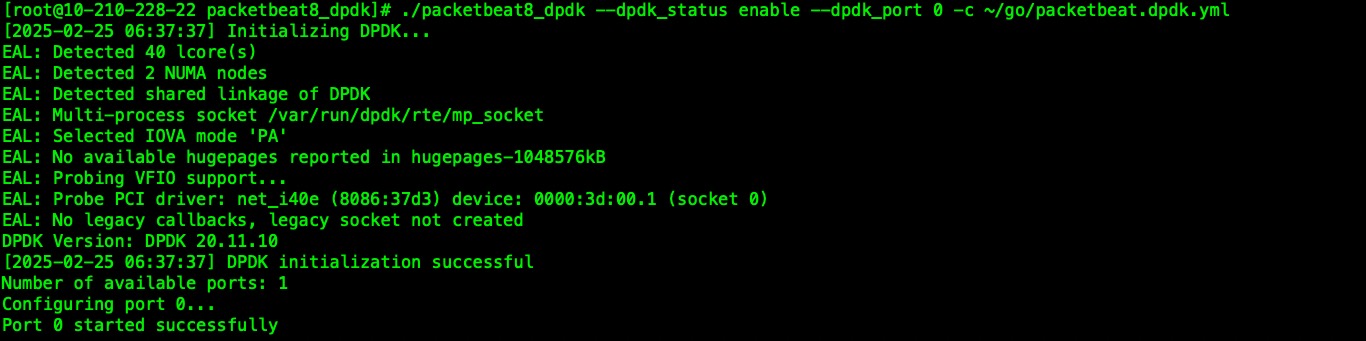 [root@10-210-228-22 packetbeat8_dpdk]# ./packetbeat8_dpdk --dpdk_status enable --dpdk_port 0 -c ~/go/packetbeat.dpdk.yml
[2025-02-25 06:37:37] Initializing DPDK...
EAL: Detected 40 lcore(s)
EAL: Detected 2 NUMA nodes
EAL: Detected shared linkage of DPDK
EAL: Multi-process socket /var/run/dpdk/rte/mp_socket
EAL: Selected IOVA mode 'PA'
EAL: No available hugepages reported in hugepages-1048576kB
EAL: Probing VFIO support...
EAL: Probe PCI driver: net_i40e (8086:37d3) device: 0000:3d:00.1 (socket 0)
EAL: No legacy callbacks, legacy socket not created
DPDK Version: DPDK 20.11.10
[2025-02-25 06:37:37] DPDK initialization successful
Number of available ports: 1
Configuring port 0...
Port 0 started successfully